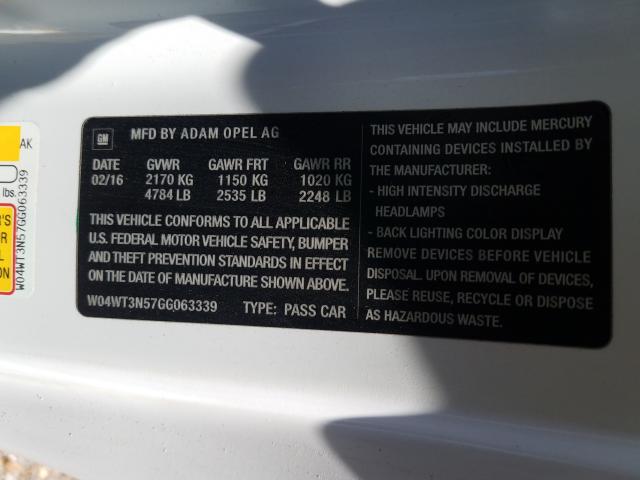 AK
lbs.
W04WT3N57GG063339
GM
MFD BY ADAM OPEL AG
DATE GVWR GAWR FRT GAWR RR
02/16 2170 KG 1150 KG 1020 KG
4784 LB 2535 LB 2248 LB
THIS VEHICLE CONFORMS TO ALL APPLICABLE
U.S. FEDERAL MOTOR VEHICLE SAFETY, BUMPER
AND THEFT PREVENTION STANDARDS IN EFFECT
ON THE DATE OF MANUFACTURE SHOWN ABOVE.
W04WT3N57GG063339 TYPE: PASS CAR
THIS VEHICLE MAY INCLUDE MERCURY
CONTAINING DEVICES INSTALLED BY
THE MANUFACTURER:
- HIGH INTENSITY DISCHARGE
HEADLAMPS
- BACK LIGHTING COLOR DISPLAY
REMOVE DEVICES BEFORE VEHICLE
DISPOSAL. UPON REMOVAL OF DEVICES,
PLEASE REUSE, RECYCLE OR DISPOSE
AS HAZARDOUS WASTE.